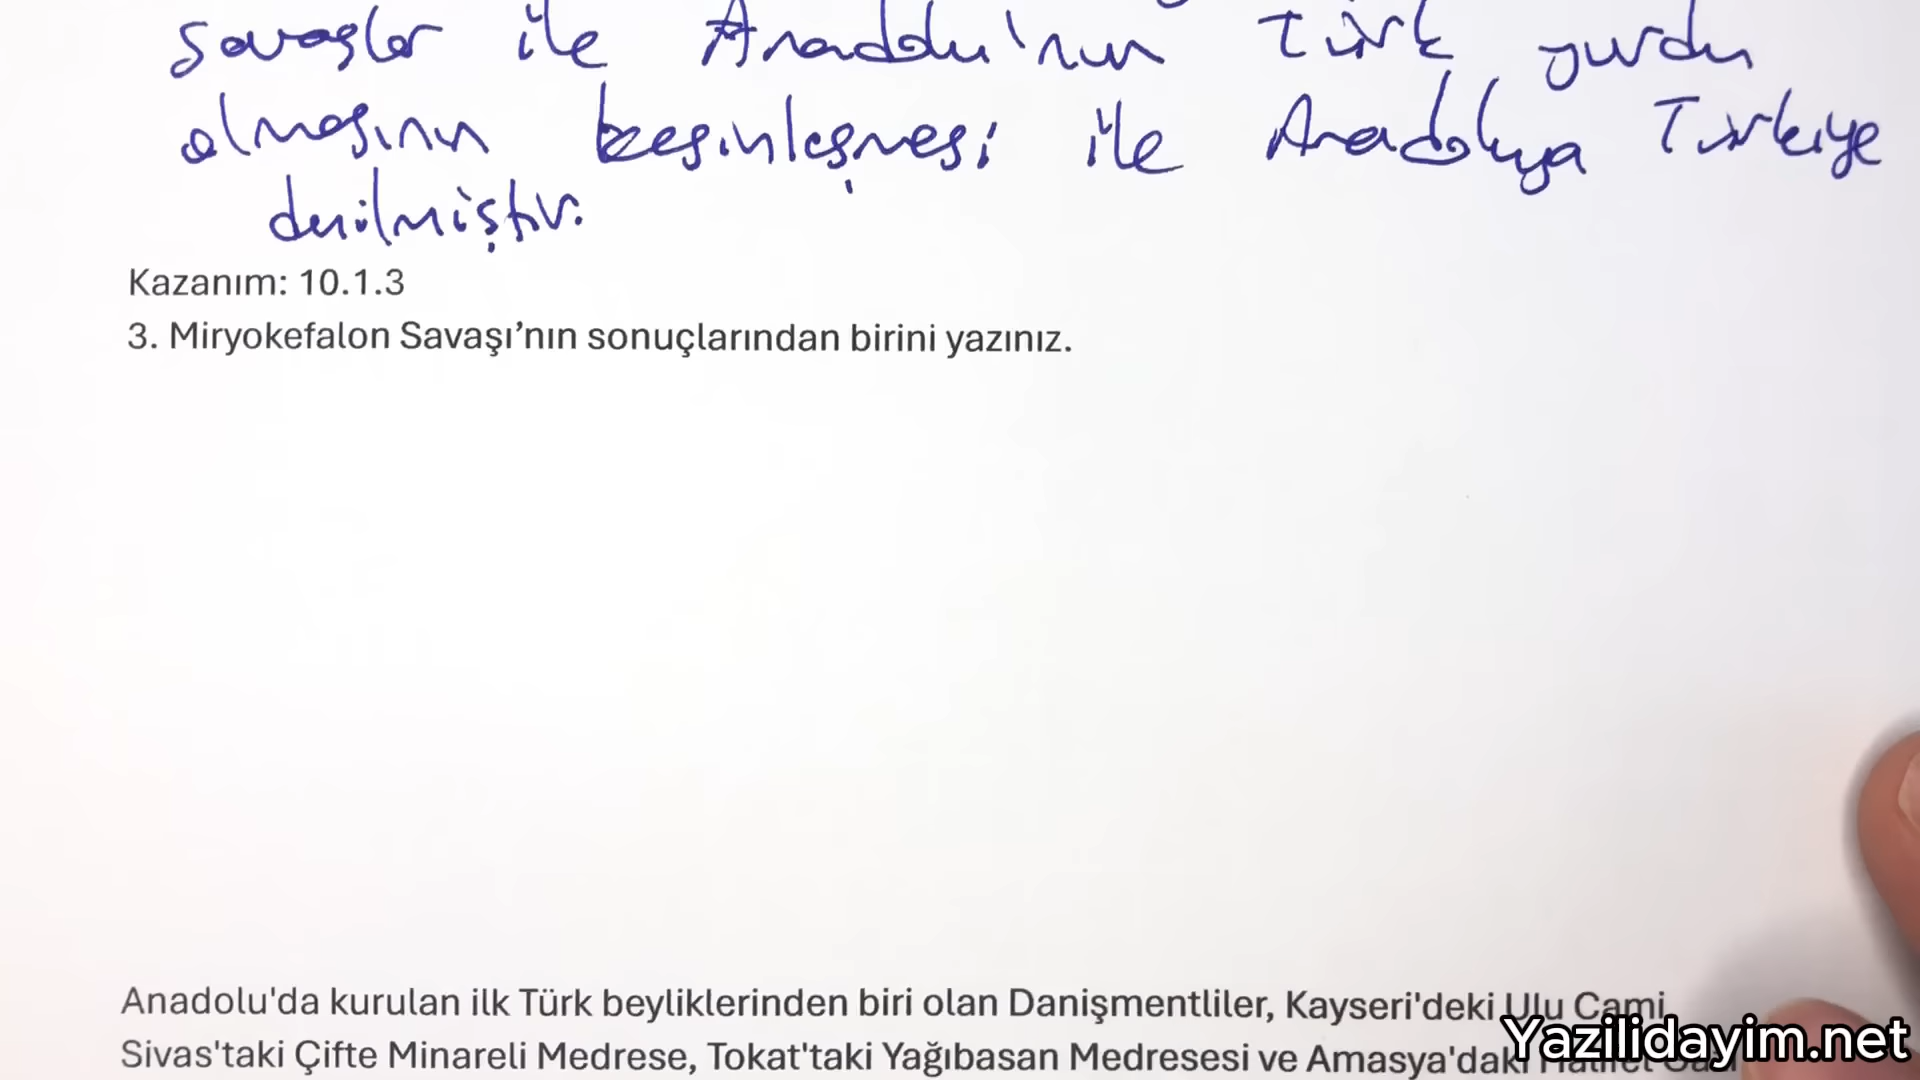 savaşlar ile Anadolu'nun Türk yurdu
olmasının kesinleşmesi ile Anadoluya Türkiye
denilmiştir.
Kazanım: 10.1.3
3. Miryokefalon Savaşı’nın sonuçlarından birini yazınız.
Anadolu'da kurulan ilk Türk beyliklerinden biri olan Danişmentliler, Kayseri'deki Ulu Cami,
Sivas'taki Çifte Minareli Medrese, Tokat'taki Yağıbasan Medresesi ve Amasya'daki
Yazilidayim.net